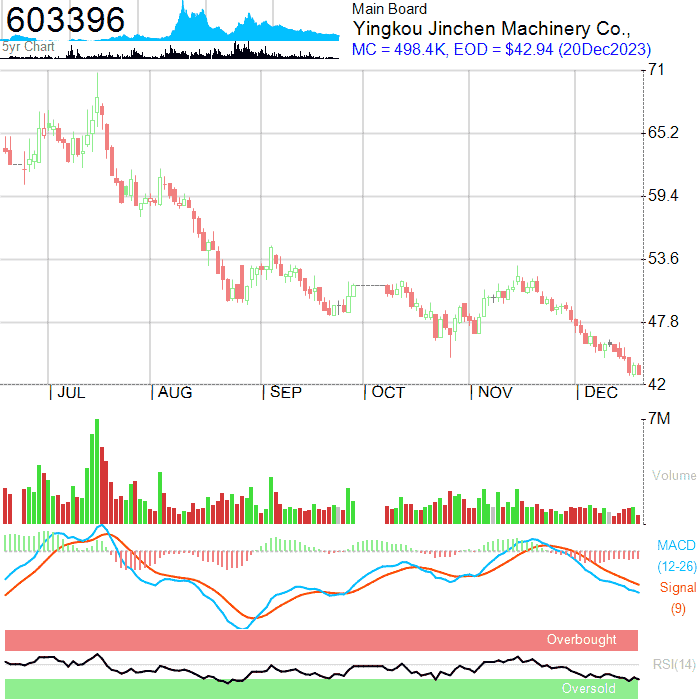 603396
5yr Chart
Main Board
Yingkou Jinchen Machinery Co.,
MC = 498.4K, EOD = $42.94 (20Dec2023)
71
65.2
59.4
53.6
47.8
42
JUL AUG SEP OCT NOV DEC
7M
Volume
MACD
(12-26)
Signal
(9)
Overbought
RSI(14)
Oversold